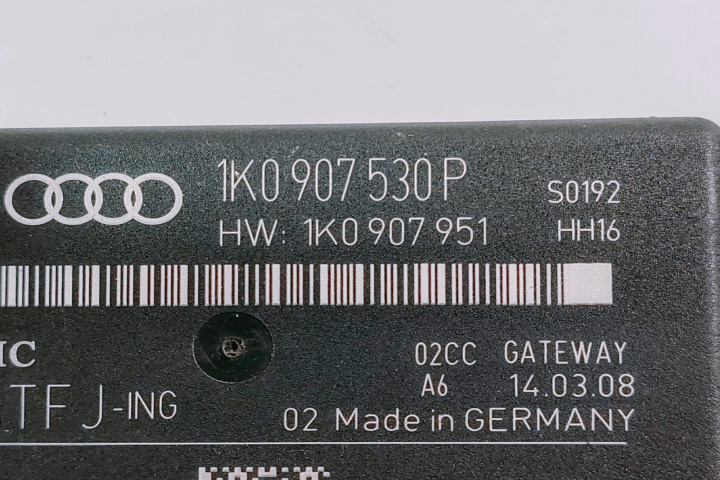 1K0 907 530 P S0192
HW: 1K0 907 951 HH16
IC 02CC GATEWAY
TFJ-ING A6 14.03.08
02 Made in GERMANY